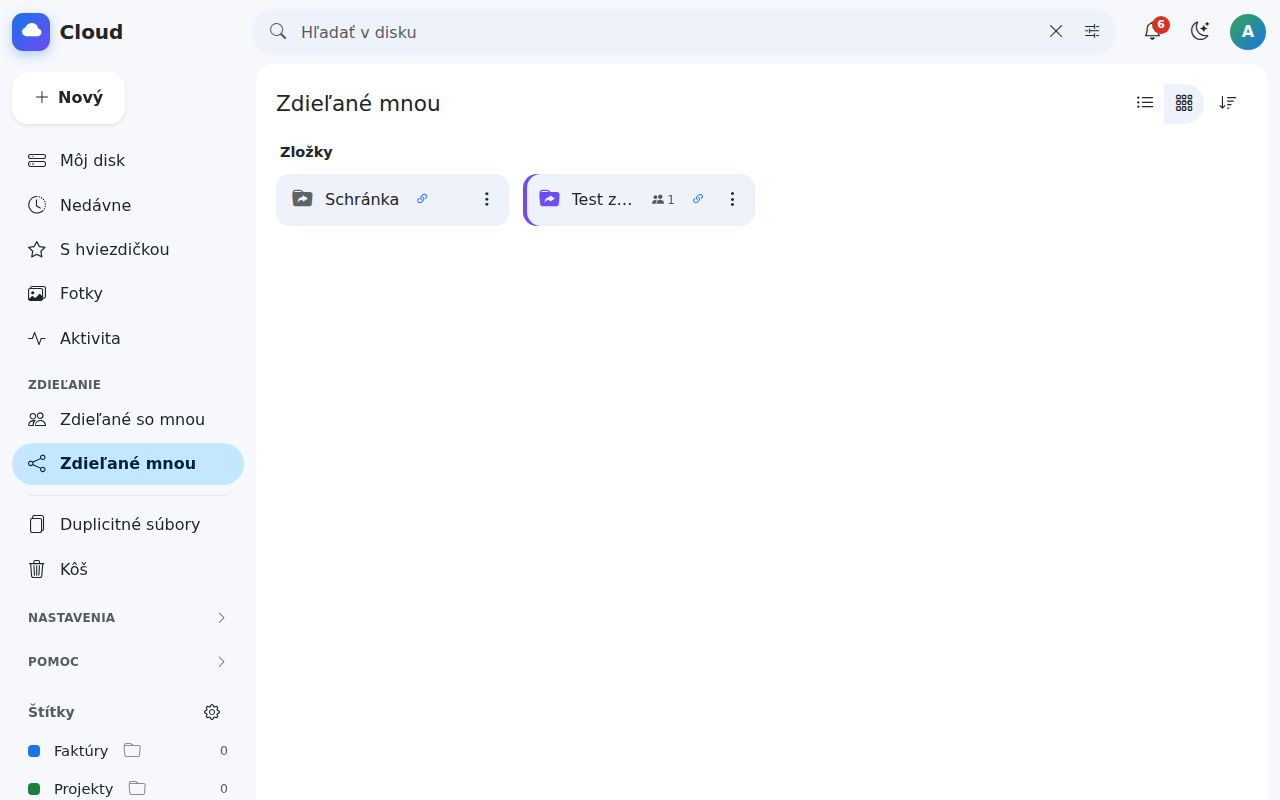 Cloud
Hľadať v disku
6
A
Nový
Zdieľané mnou
Môj disk
Nedávne
S hviezdičkou
Fotky
Aktivita
ZDIEĽANIE
Zdieľané so mnou
Zdieľané mnou
Duplicitné súbory
Kôš
NASTAVENIA
POMOC
Štítky
Faktúry 0
Projekty 0
Zložky
Schránka
Test z... 1